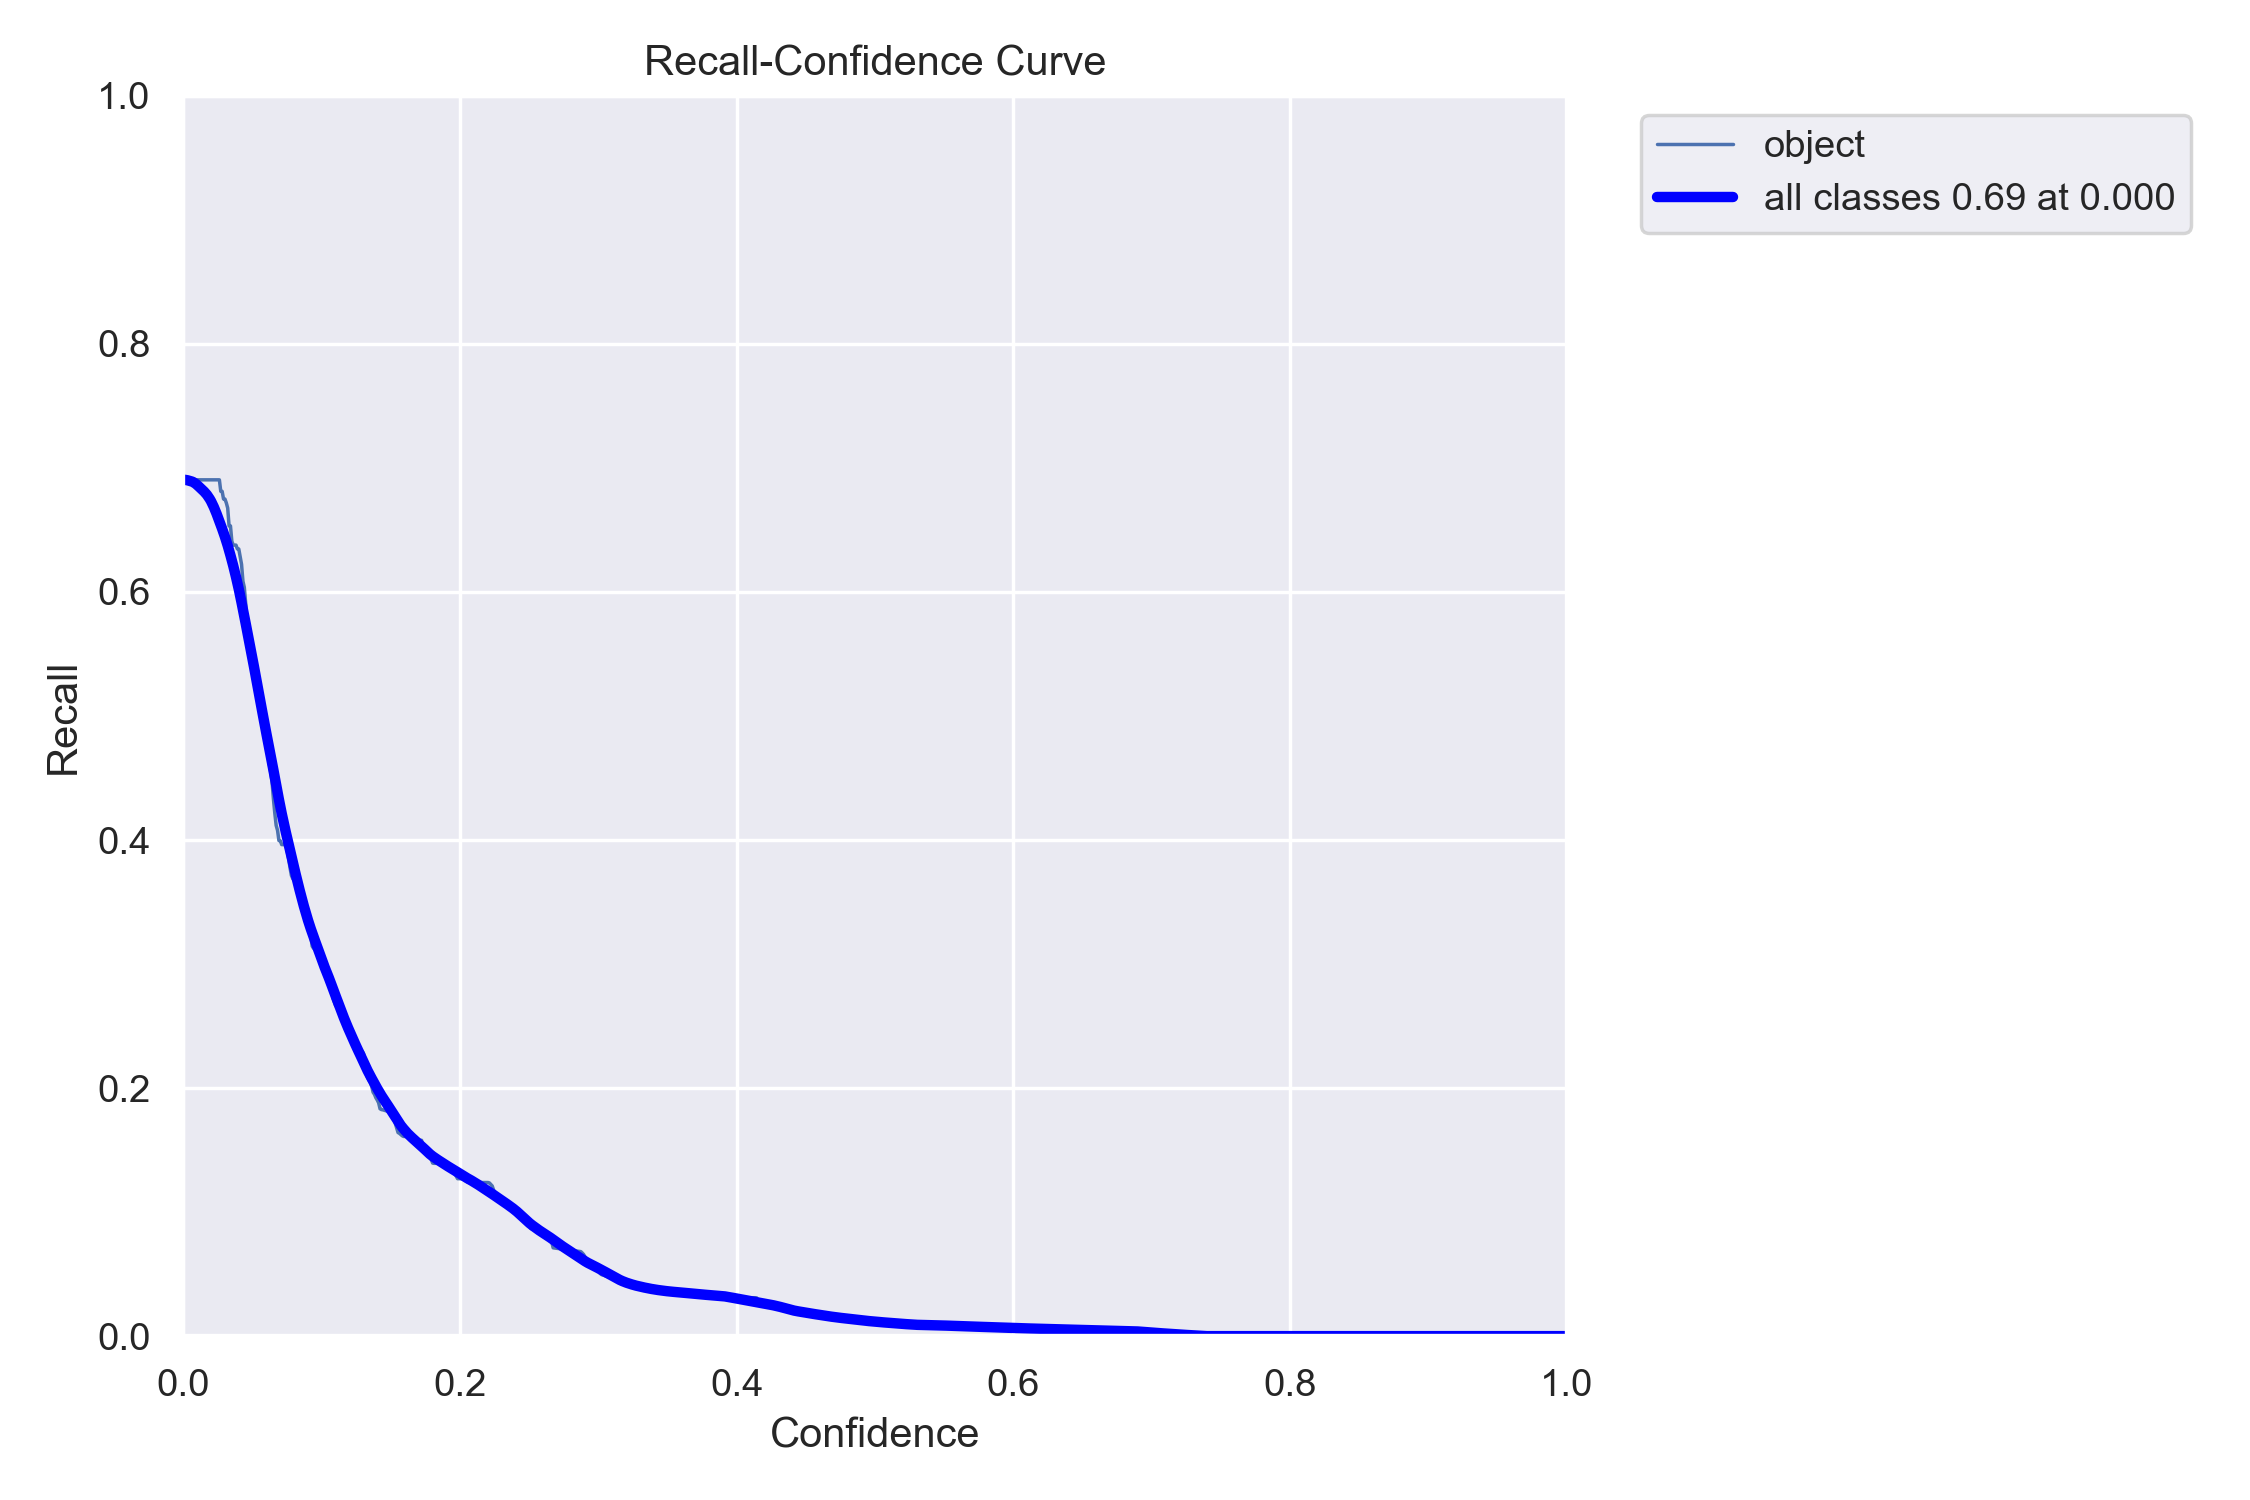 Recall-Confidence Curve
1.0
0.8
0.6
0.4
0.2
0.0
Recall
0.0 0.2 0.4 0.6 0.8 1.0
Confidence
object
all classes 0.69 at 0.000